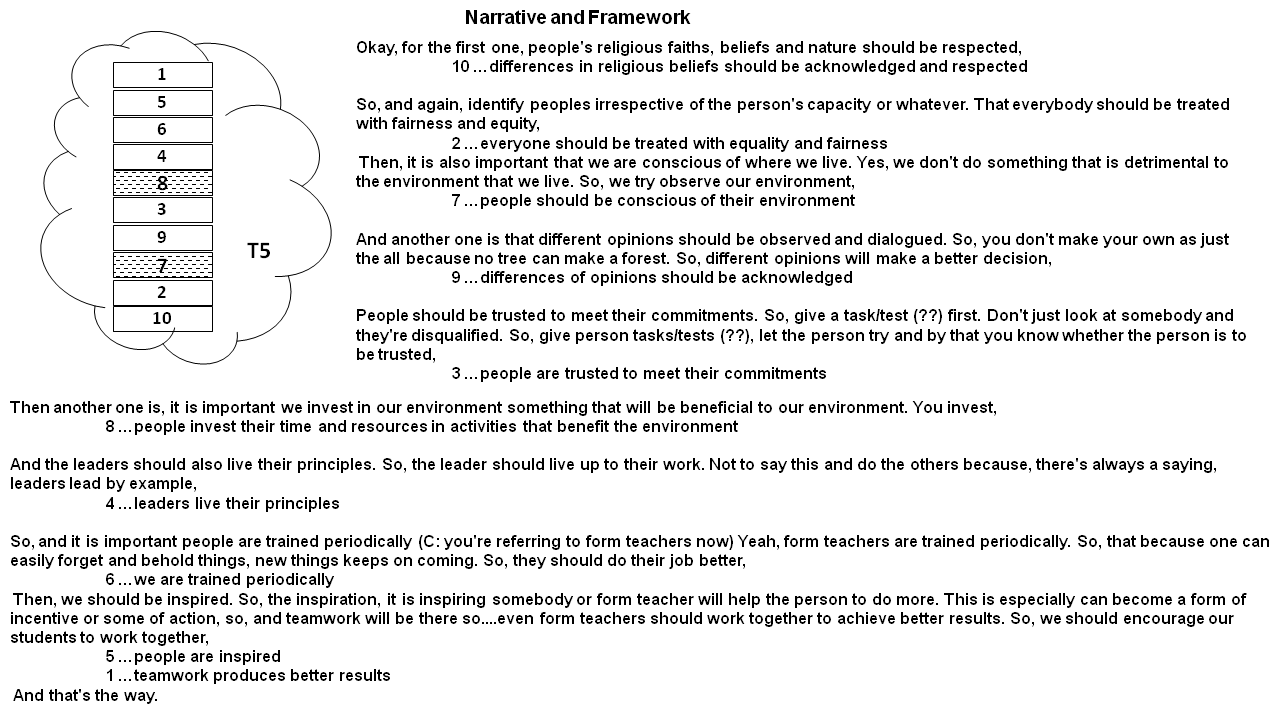 Narrative and Framework
1
5
6
4
8
3
9
7
2
10
T5
Okay, for the first one, people's religious faiths, beliefs and nature should be respected,
10 ...differences in religious beliefs should be acknowledged and respected
So, and again, identify peoples irrespective of the person's capacity or whatever. That everybody should be treated
with fairness and equity,
2 ...everyone should be treated with equality and fairness
Then, it is also important that we are conscious of where we live. Yes, we don't do something that is detrimental to
the environment that we live. So, we try observe our environment,
7 ...people should be conscious of their environment
And another one is that different opinions should be observed and dialogued. So, you don't make your own as just
the all because no tree can make a forest. So, different opinions will make a better decision,
9 ...differences of opinions should be acknowledged
People should be trusted to meet their commitments. So, give a task/test (??) first. Don't just look at somebody and
they're disqualified. So, give person tasks/tests (??), let the person try and by that you know whether the person is to
be trusted,
3 ...people are trusted to meet their commitments
Then another one is, it is important we invest in our environment something that will be beneficial to our environment. You invest,
8 ...people invest their time and resources in activities that benefit the environment
And the leaders should also live their principles. So, the leader should live up to their work. Not to say this and do the others because, there's always a saying,
leaders lead by example,
4 ...leaders live their principles
So, and it is important people are trained periodically (C: you're referring to form teachers now) Yeah, form teachers are trained periodically. So, that because one can
easily forget and behold things, new things keeps on coming. So, they should do their job better,
6 ...we are trained periodically
Then, we should be inspired. So, the inspiration, it is inspiring somebody or form teacher will help the person to do more. This is especially can become a form of
incentive or some of action, so, and teamwork will be there so....even form teachers should work together to achieve better results. So, we should encourage our
students to work together,
5 ...people are inspired
1 ...teamwork produces better results
And that's the way.